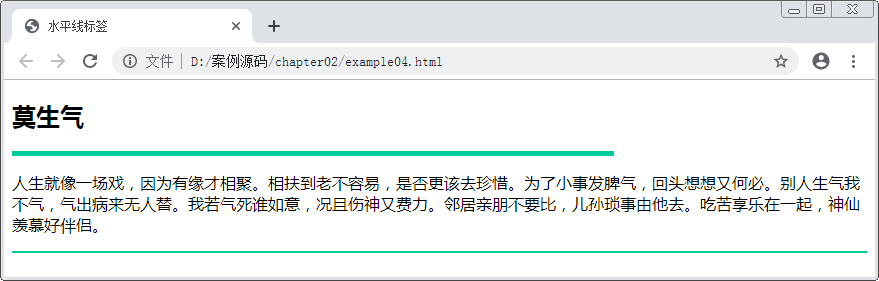 水平线标签
文件 | D:/案例源码/chapter02/example04.html
莫生气
人生就像一场戏，因为有缘才相聚。相扶到老不容易，是否更该去珍惜。为了小事发脾气，回头想想又何必。别人生气我
不气，气出病来无人替。我若气死谁如意，况且伤神又费力。邻居亲朋不要比，儿孙琐事由他去。吃苦享乐在一起，神仙
羡慕好伴侣。